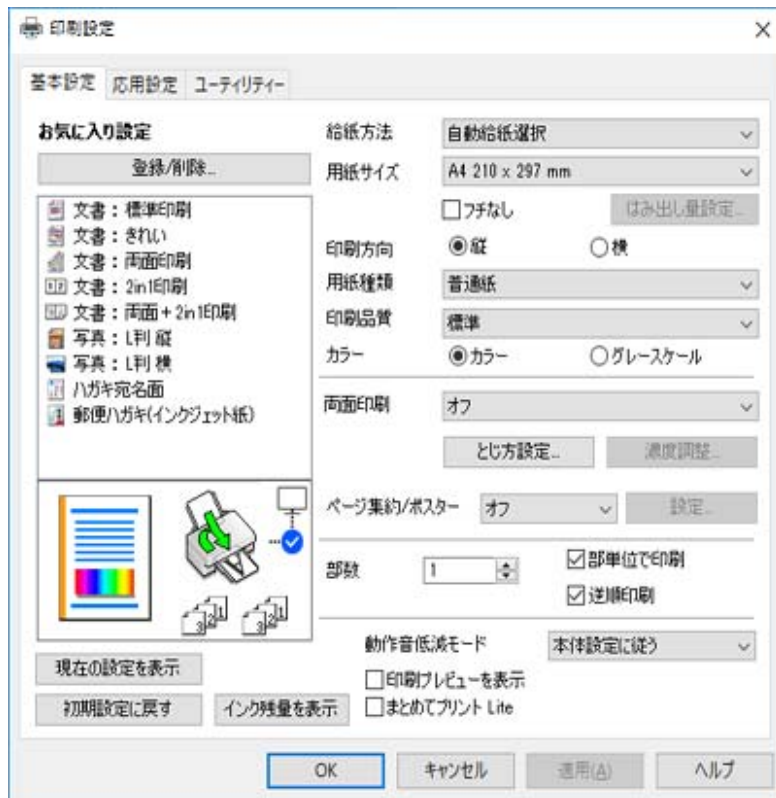 印刷設定
基本設定 応用設定 ユーティリティー
お気に入り設定
登録/削除...
文書：標準印刷
文書：きれい
文書：両面印刷
文書：2in1印刷
文書：両面+2in1印刷
写真：L判 縦
写真：L判 横
ハガキ宛名面
郵便ハガキ(インクジェット紙)
現在の設定を表示
初期設定に戻す インク残量を表示
給紙方法 自動給紙選択
用紙サイズ A4 210 x 297 mm
フチなし はみ出し量設定...
印刷方向 縦 横
用紙種類 普通紙
印刷品質 標準
カラー カラー グレースケール
両面印刷 オフ
とじ方設定... 濃度調整...
ページ集約/ポスター オフ 設定...
部数 1 部単位で印刷
逆順印刷
動作音低減モード 本体設定に従う
印刷プレビューを表示
まとめてプリント Lite
OK キャンセル 適用(A) ヘルプ